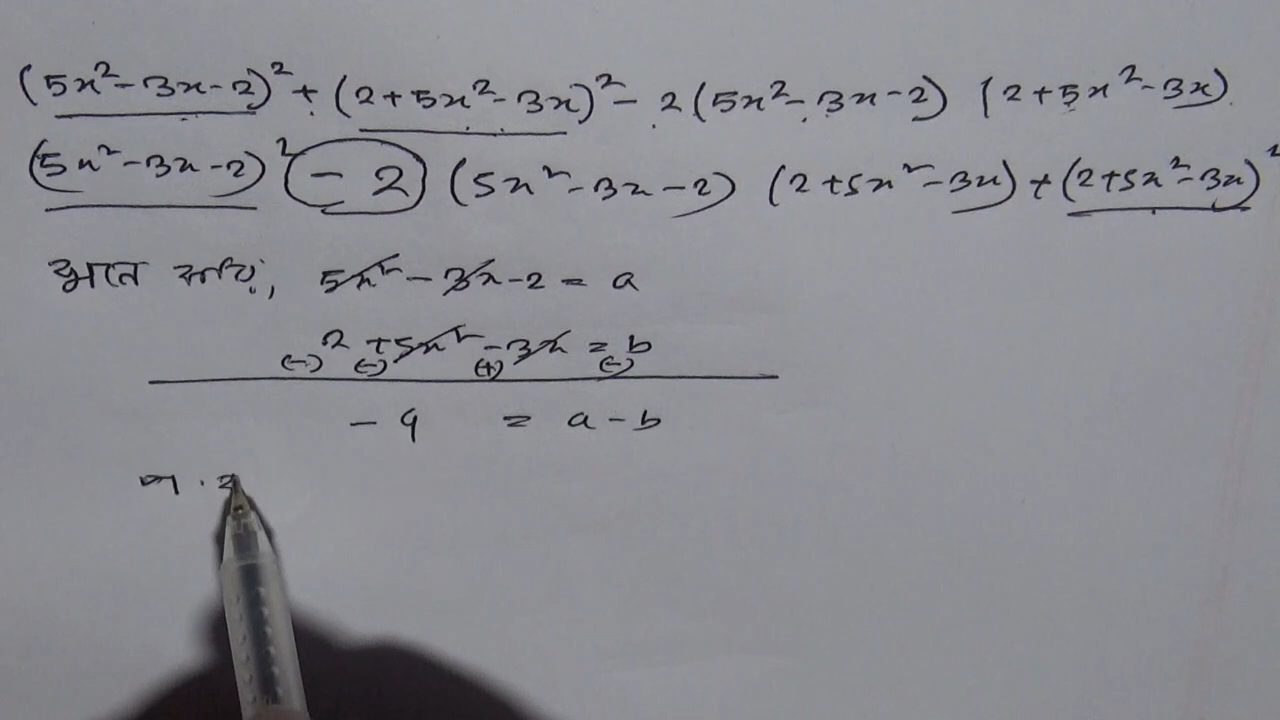 (5x²-3x-2)² + (2+5x²-3x)² - 2(5x²-3x-2) (2+5x²-3x)
(5x²-3x-2)² - 2 (5x²-3x-2) (2+5x²-3x) + (2+5x²-3x)²
মনে করি, 5x²-3x-2 = a
2 +5x² -3x = b
(-) (-) (+) (-)
- 4 = a - b